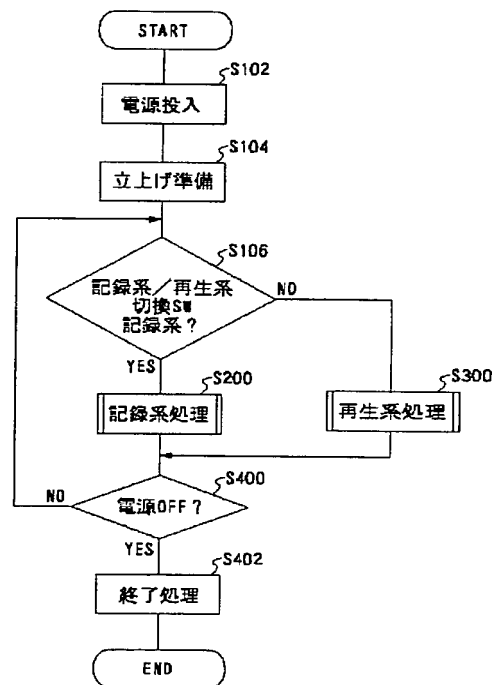 START
S102
電源投入
S104
立上げ準備
S106
記録系/再生系
切換SW
記録系?
NO
YES
S200
記録系処理
S300
再生系処理
S400
電源OFF?
NO
YES
S402
終了処理
END